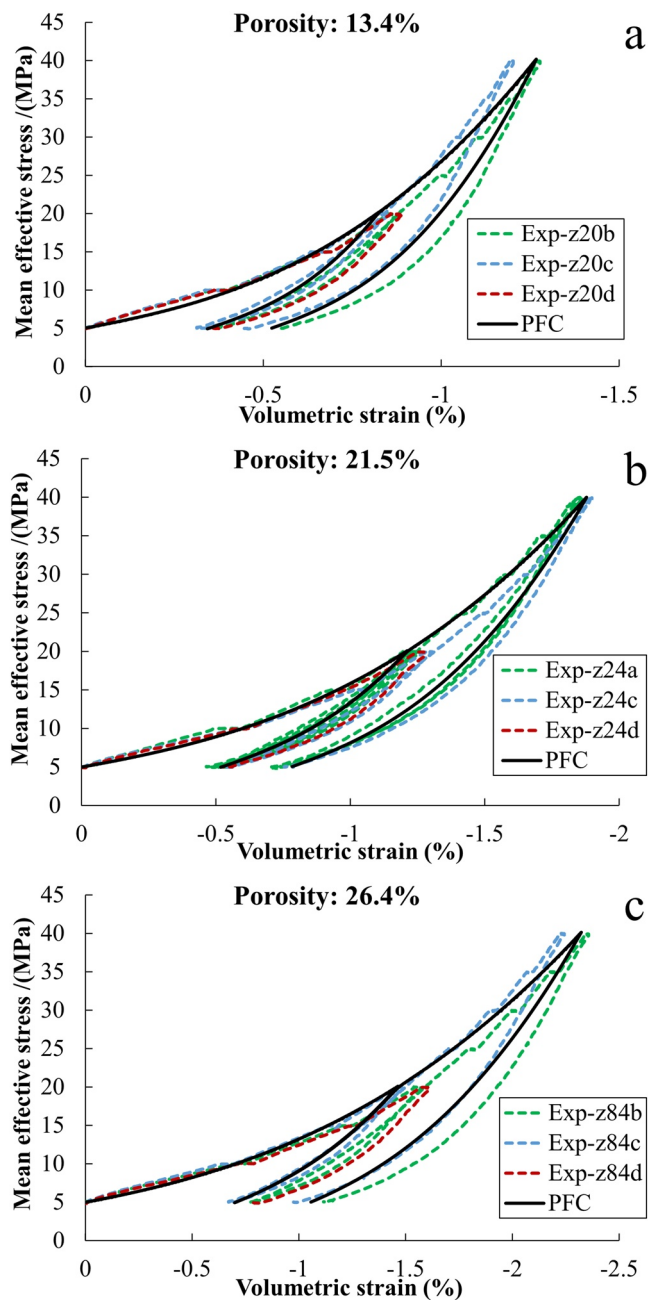 Porosity: 13.4%
a
Mean effective stress /(MPa)
45
40
35
30
25
20
15
10
5
0
Exp-z20b
Exp-z20c
Exp-z20d
PFC
0 -0.5 -1 -1.5
Volumetric strain (%)
Porosity: 21.5%
b
Mean effective stress /(MPa)
45
40
35
30
25
20
15
10
5
0
Exp-z24a
Exp-z24c
Exp-z24d
PFC
0 -0.5 -1 -1.5 -2
Volumetric strain (%)
Porosity: 26.4%
c
Mean effective stress /(MPa)
45
40
35
30
25
20
15
10
5
0
Exp-z84b
Exp-z84c
Exp-z84d
PFC
0 -0.5 -1 -1.5 -2 -2.5
Volumetric strain (%)